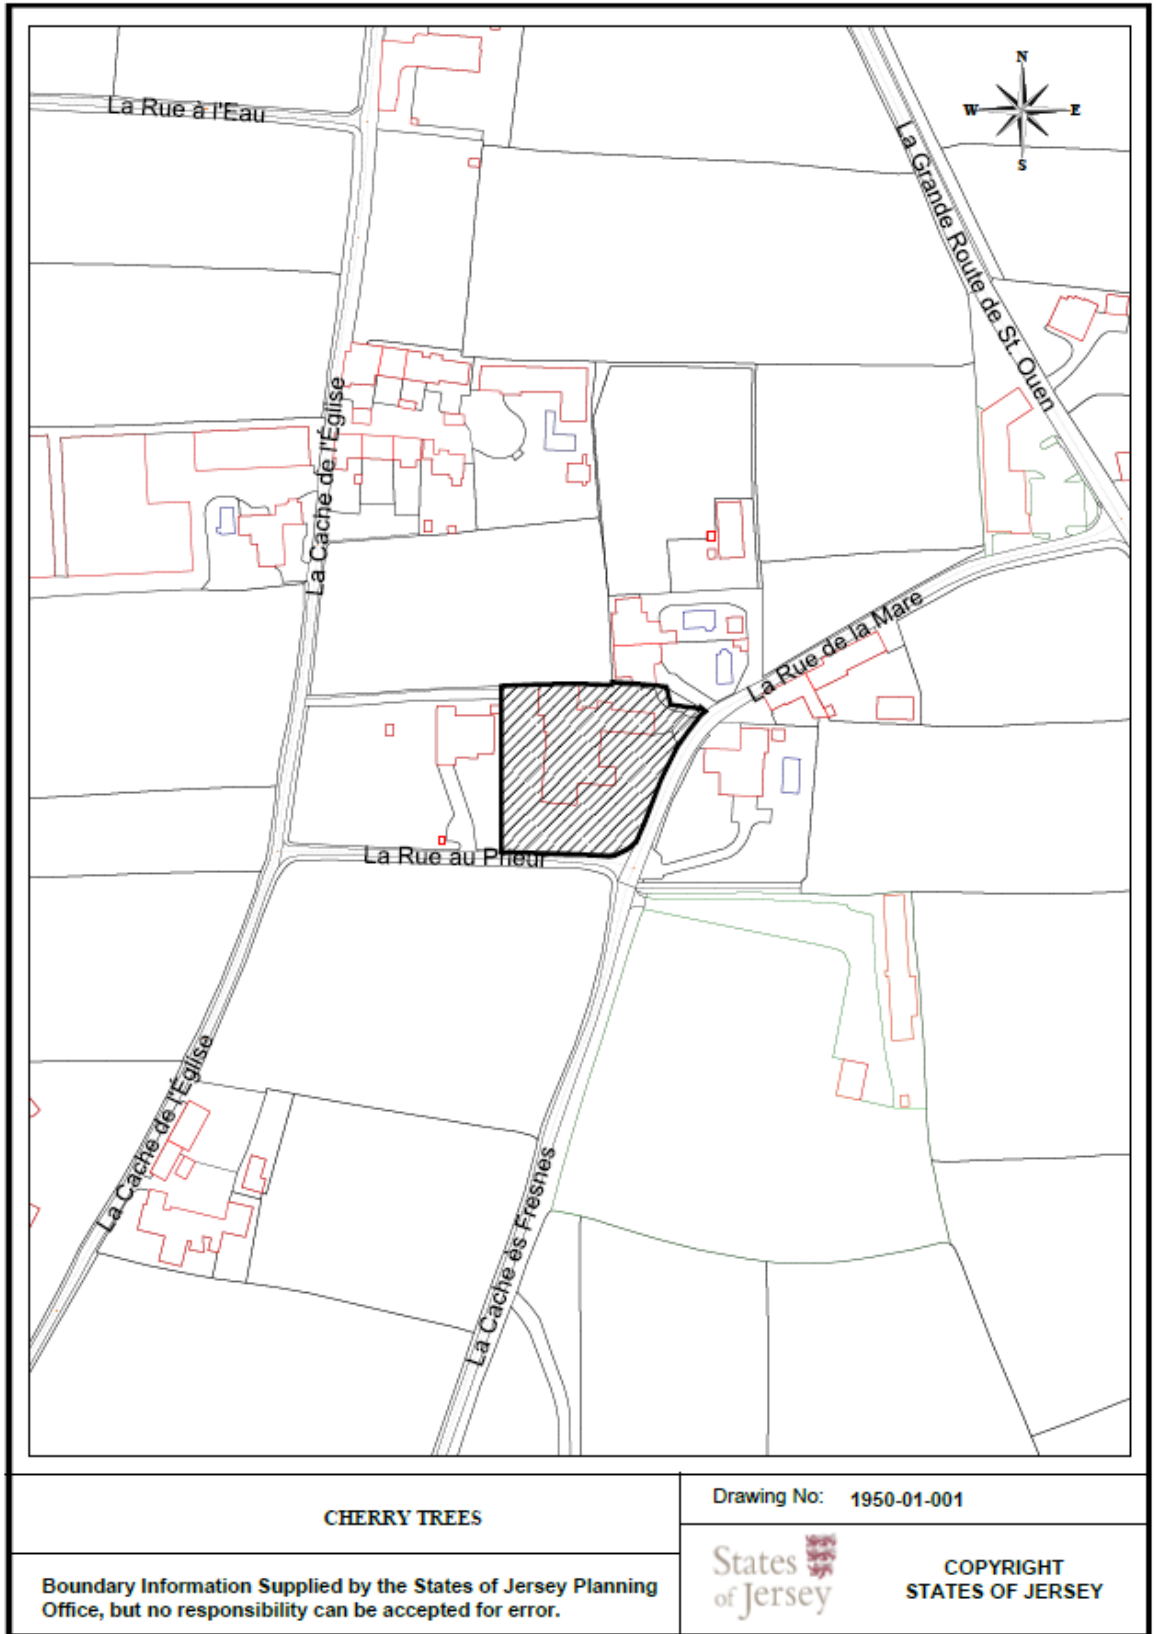 N
W E
S
La Rue à l'Eau
La Grande Route de St. Ouen
La Cache de l'Église
La Rue de la Mare
La Rue au Prieur
La Cache de l'Église
La Cache ès Fresnes
CHERRY TREES
Drawing No: 1950-01-001
Boundary Information Supplied by the States of Jersey Planning
Office, but no responsibility can be accepted for error.
States
of Jersey
COPYRIGHT
STATES OF JERSEY